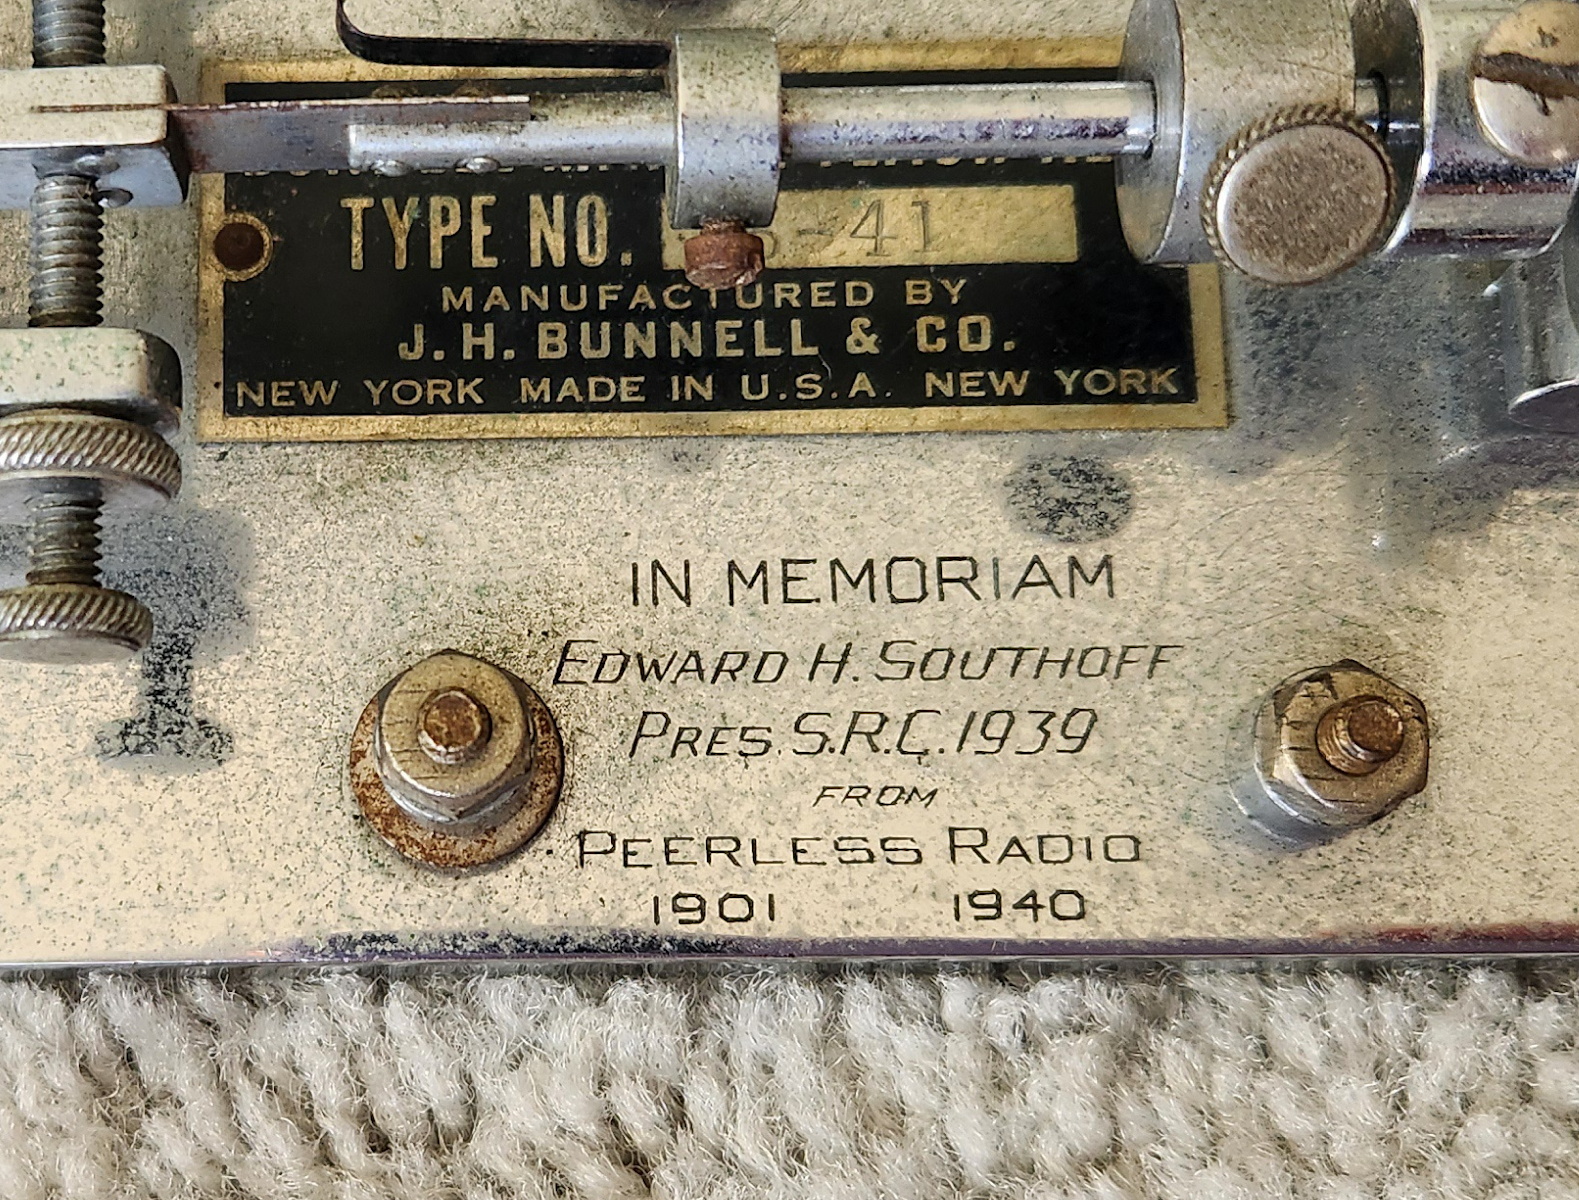 TYPE NO. -41
MANUFACTURED BY
J. H. BUNNELL & CO.
NEW YORK MADE IN U.S.A. NEW YORK
IN MEMORIAM
EDWARD H. SOUTHOFF
PRES. S.R.C. 1939
FROM
PEERLESS RADIO
1901 1940